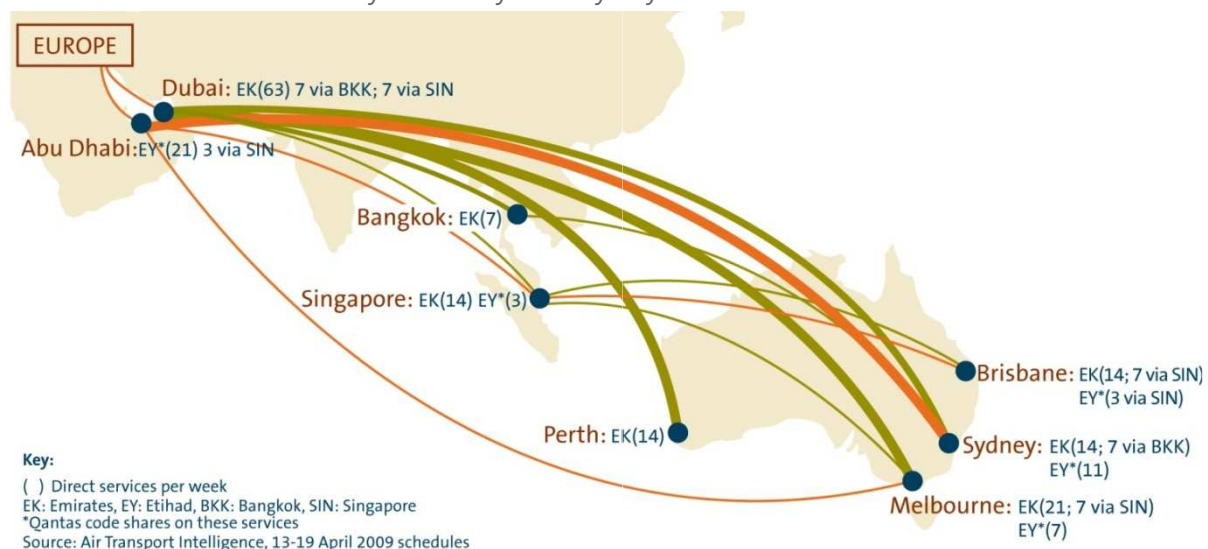 EUROPE
Dubai: EK(63) 7 via BKK; 7 via SIN
Abu Dhabi:EY*(21) 3 via SIN
Bangkok: EK(7)
Singapore: EK(14) EY*(3)
Brisbane: EK(14; 7 via SIN)
EY*(3 via SIN)
Perth: EK(14)
Sydney: EK(14; 7 via BKK)
EY*(11)
Melbourne: EK(21; 7 via SIN)
EY*(7)
Key:
( ) Direct services per week
EK: Emirates, EY: Etihad, BKK: Bangkok, SIN: Singapore
*Qantas code shares on these services
Source: Air Transport Intelligence, 13-19 April 2009 schedules